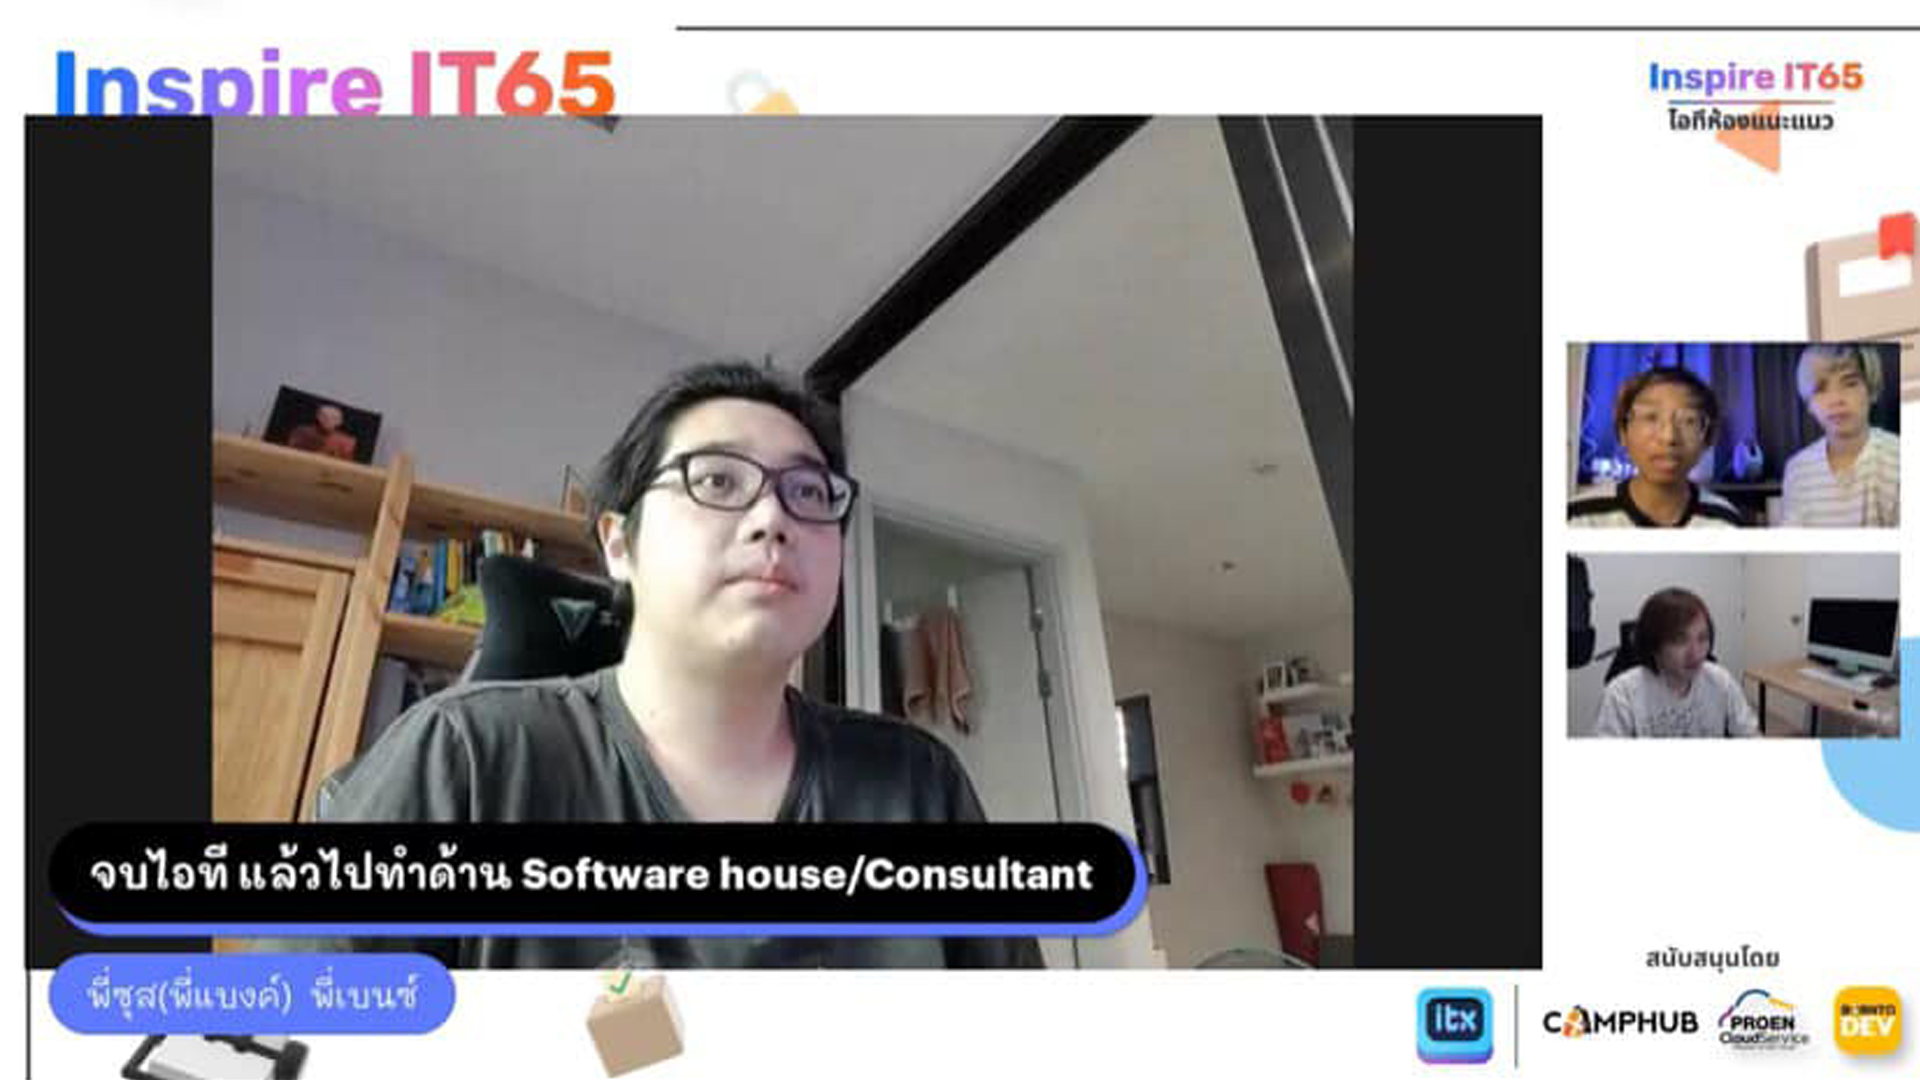 Inspire IT65
Inspire IT65
ไอทีห้องแนะแนว
จบไอที แล้วไปทำด้าน Software house/Consultant
พี่ซุส(พี่แบงค์) พี่เบนซ์
สนับสนุนโดย
itx
CAMPHUB
PROEN
CloudService
BORNTO
DEV